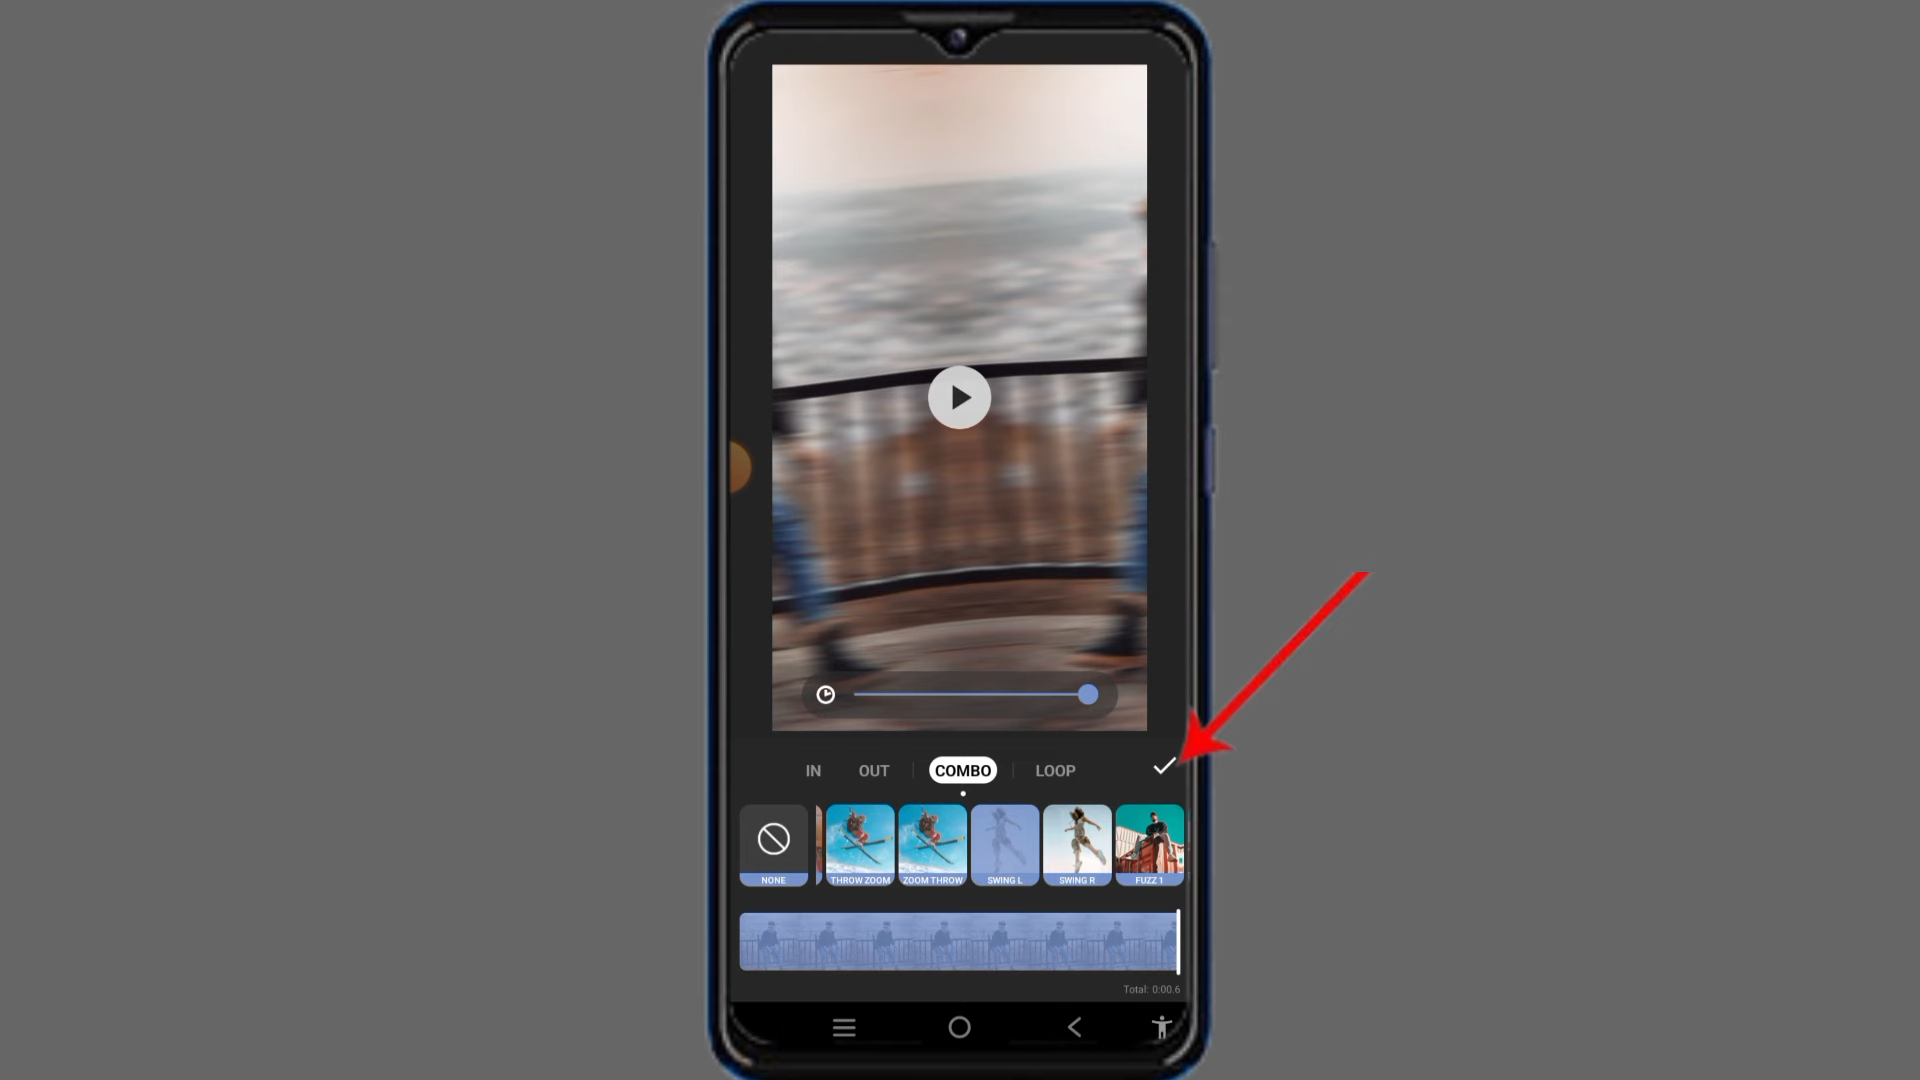 IN OUT COMBO LOOP
NONE THROW ZOOM ZOOM THROW SWING L SWING R FUZZ 1
Total: 0:00.6